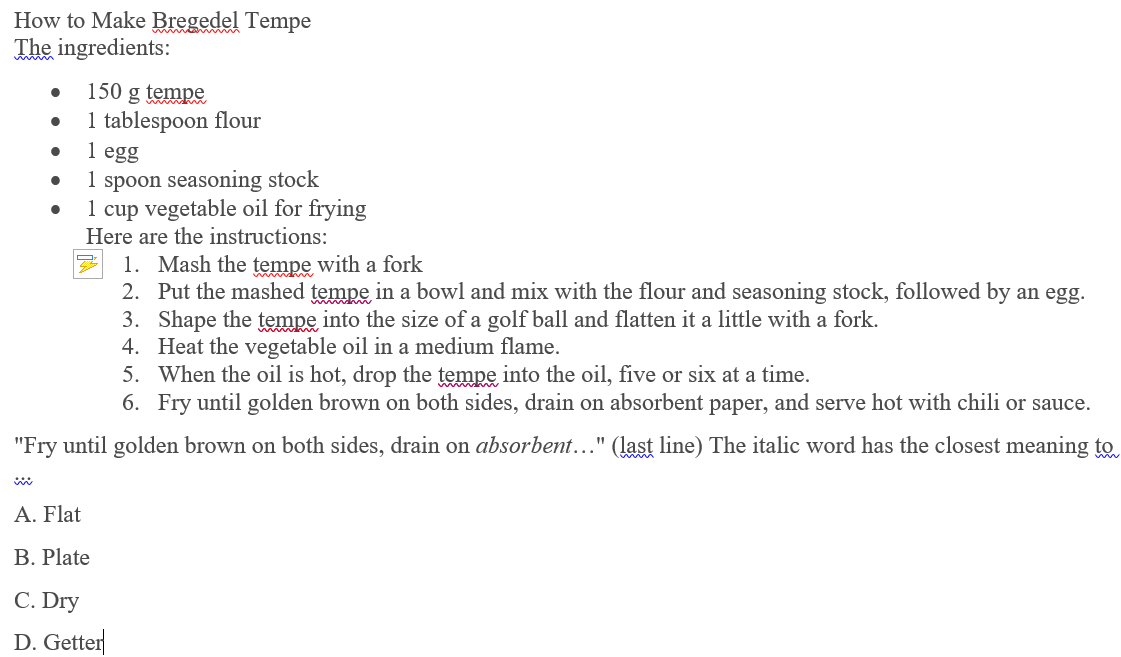 How to Make Bregedel Tempe
The ingredients:
• 150 g tempe
• 1 tablespoon flour
• 1 egg
• 1 spoon seasoning stock
• 1 cup vegetable oil for frying
Here are the instructions:
1. Mash the tempe with a fork
2. Put the mashed tempe in a bowl and mix with the flour and seasoning stock, followed by an egg.
3. Shape the tempe into the size of a golf ball and flatten it a little with a fork.
4. Heat the vegetable oil in a medium flame.
5. When the oil is hot, drop the tempe into the oil, five or six at a time.
6. Fry until golden brown on both sides, drain on absorbent paper, and serve hot with chili or sauce.
"Fry until golden brown on both sides, drain on absorbent…" (last line) The italic word has the closest meaning to
…
A. Flat
B. Plate
C. Dry
D. Getter